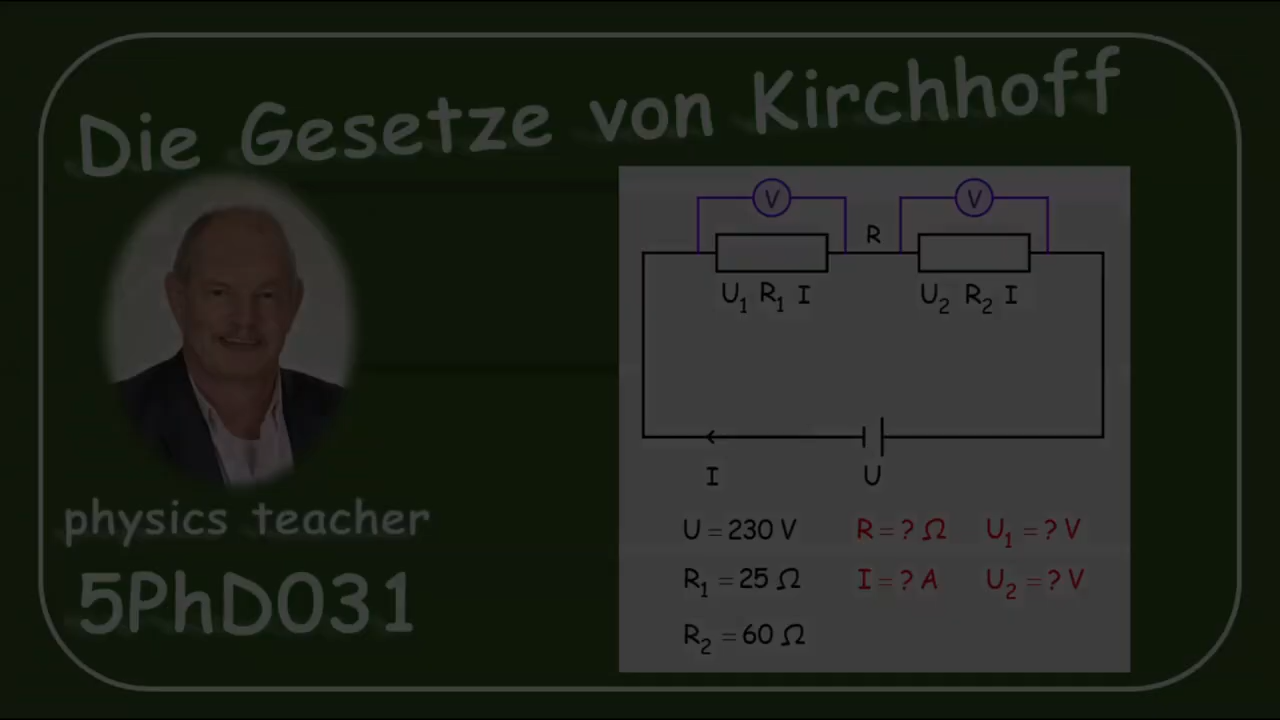 Die Gesetze von Kirchhoff
V V
R
U₁ R₁ I U₂ R₂ I
I U
U = 230 V R = ? Ω U₁ = ? V
R₁ = 25 Ω I = ? A U₂ = ? V
R₂ = 60 Ω
physics teacher
5PhD031